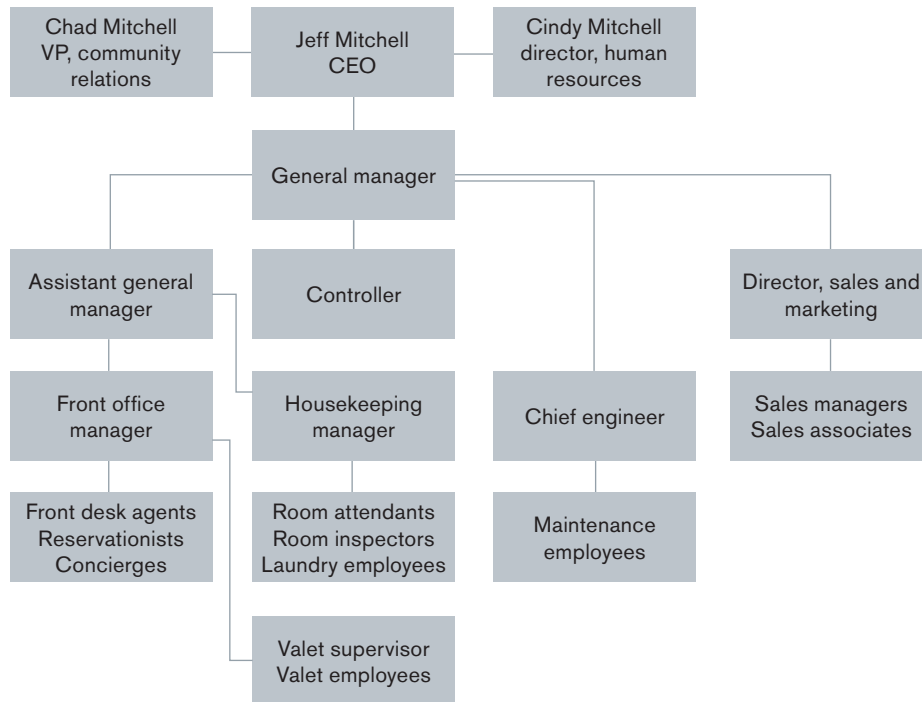 Chad Mitchell
VP, community
relations
Jeff Mitchell
CEO
Cindy Mitchell
director, human
resources
General manager
Assistant general
manager
Controller
Director, sales and
marketing
Front office
manager
Housekeeping
manager
Chief engineer
Sales managers
Sales associates
Front desk agents
Reservationists
Concierges
Room attendants
Room inspectors
Laundry employees
Maintenance
employees
Valet supervisor
Valet employees